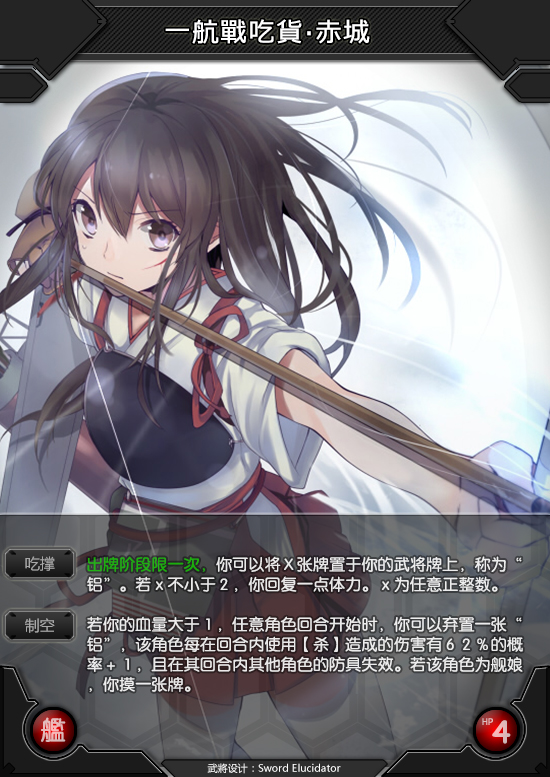 一航戰吃貨·赤城
吃撑
出牌阶段限一次，你可以将X张牌置于你的武将牌上，称为“
铝”。若x不小于2，你回复一点体力。x为任意正整数。
制空
若你的血量大于1，任意角色回合开始时，你可以弃置一张“
铝”，该角色每在回合内使用【杀】造成的伤害有62%的概
率+1，且在其回合内其他角色的防具失效。若该角色为舰娘
，你摸一张牌。
艦
HP 4
武將设计：Sword Elucidator